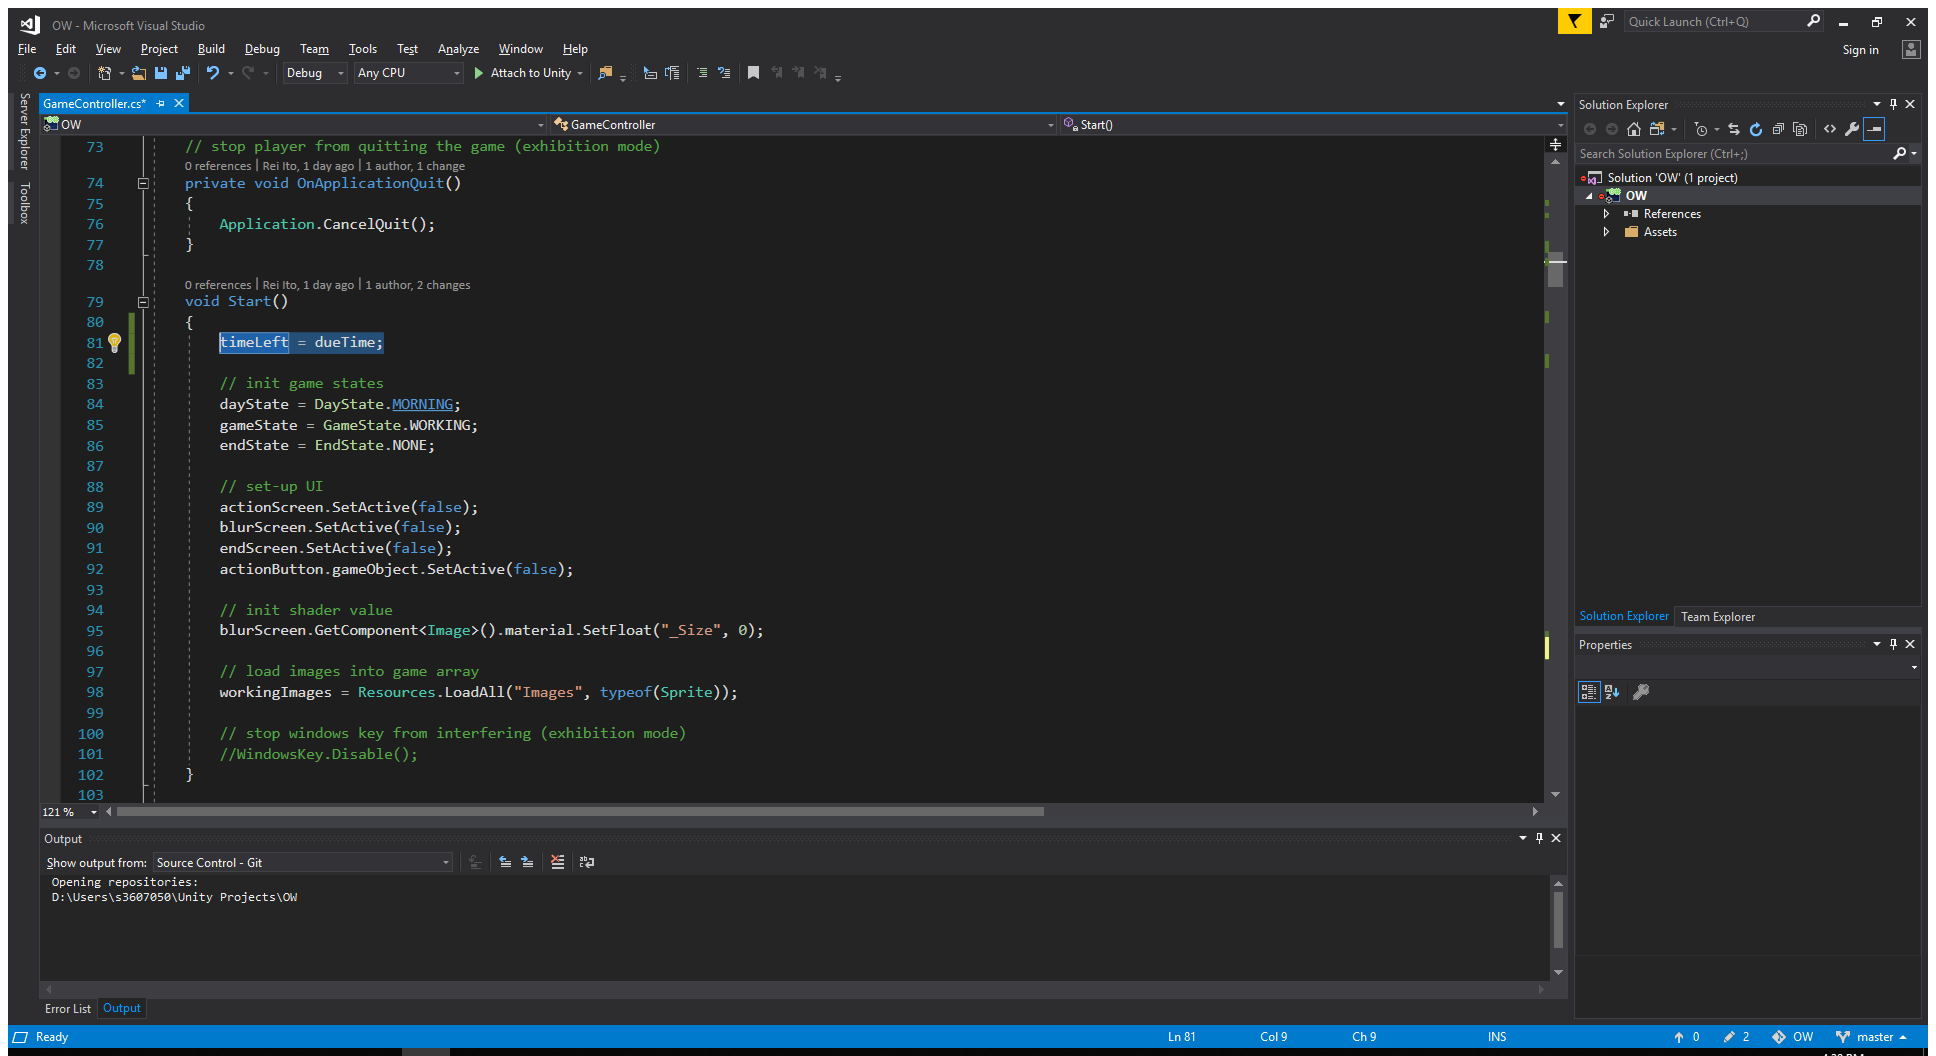 OW - Microsoft Visual Studio
Quick Launch (Ctrl+Q)
File Edit View Project Build Debug Team Tools Test Analyze Window Help
Sign in
Debug Any CPU Attach to Unity
Server Explorer
Toolbox
GameController.cs*
OW GameController Start()
73 // stop player from quitting the game (exhibition mode)
0 references | Rei Ito, 1 day ago | 1 author, 1 change
74 private void OnApplicationQuit()
75 {
76 Application.CancelQuit();
77 }
78
0 references | Rei Ito, 1 day ago | 1 author, 2 changes
79 void Start()
80 {
81 timeLeft = dueTime;
82
83 // init game states
84 dayState = DayState.MORNING;
85 gameState = GameState.WORKING;
86 endState = EndState.NONE;
87
88 // set-up UI
89 actionScreen.SetActive(false);
90 blurScreen.SetActive(false);
91 endScreen.SetActive(false);
92 actionButton.gameObject.SetActive(false);
93
94 // init shader value
95 blurScreen.GetComponent<Image>().material.SetFloat("_Size", 0);
96
97 // load images into game array
98 workingImages = Resources.LoadAll("Images", typeof(Sprite));
99
100 // stop windows key from interfering (exhibition mode)
101 //WindowsKey.Disable();
102 }
103
121 %
Output
Show output from: Source Control - Git
Opening repositories:
D:\Users\s3607050\Unity Projects\OW
Error List Output
Solution Explorer
Search Solution Explorer (Ctrl+;)
Solution 'OW' (1 project)
OW
References
Assets
Solution Explorer Team Explorer
Properties
Ready Ln 81 Col 9 Ch 9 INS 0 2 OW master